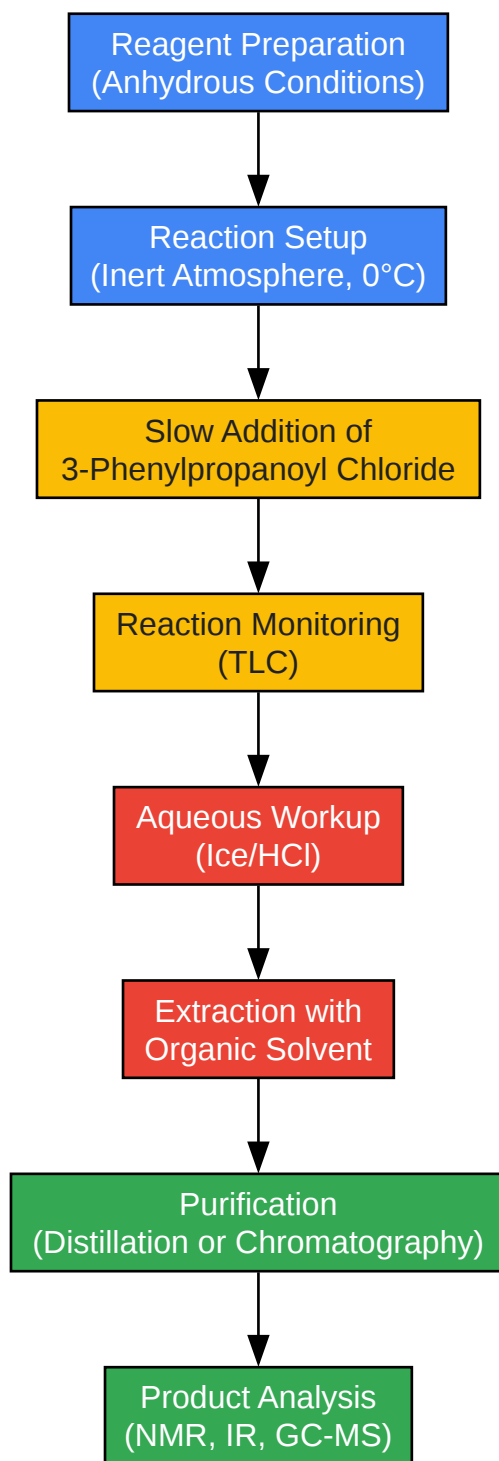 Reagent Preparation
(Anhydrous Conditions)
Reaction Setup
(Inert Atmosphere, 0°C)
Slow Addition of
3-Phenylpropanoyl Chloride
Reaction Monitoring
(TLC)
Aqueous Workup
(Ice/HCl)
Extraction with
Organic Solvent
Purification
(Distillation or Chromatography)
Product Analysis
(NMR, IR, GC-MS)